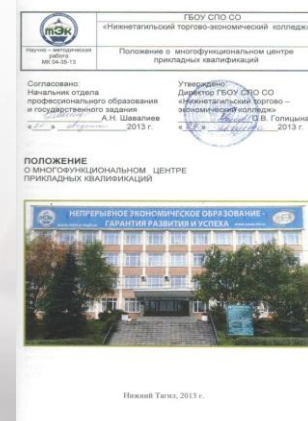 тэк
ГБОУ СПО СО
«Нижнетагильский торгово-экономический колледж
Научно – методическая
работа
МК 04-35-13
Положение о многофункциональном центре
прикладных квалификаций
Согласовано:
Начальник отдела
профессионального образования
и государственного задания
А.Н. Шавалиев
2013 г.
Утверждено:
Директор ГБОУ СПО СО
«Нижнетагильский торгово –
экономический колледж»
О.В. Голицына
2013 г.
ПОЛОЖЕНИЕ
О МНОГОФУНКЦИОНАЛЬНОМ ЦЕНТРЕ
ПРИКЛАДНЫХ КВАЛИФИКАЦИЙ
НЕПРЕРЫВНОЕ ЭКОНОМИЧЕСКОЕ ОБРАЗОВАНИЕ -
ГАРАНТИЯ РАЗВИТИЯ И УСПЕХА
Нижний Тагил, 2013 г.